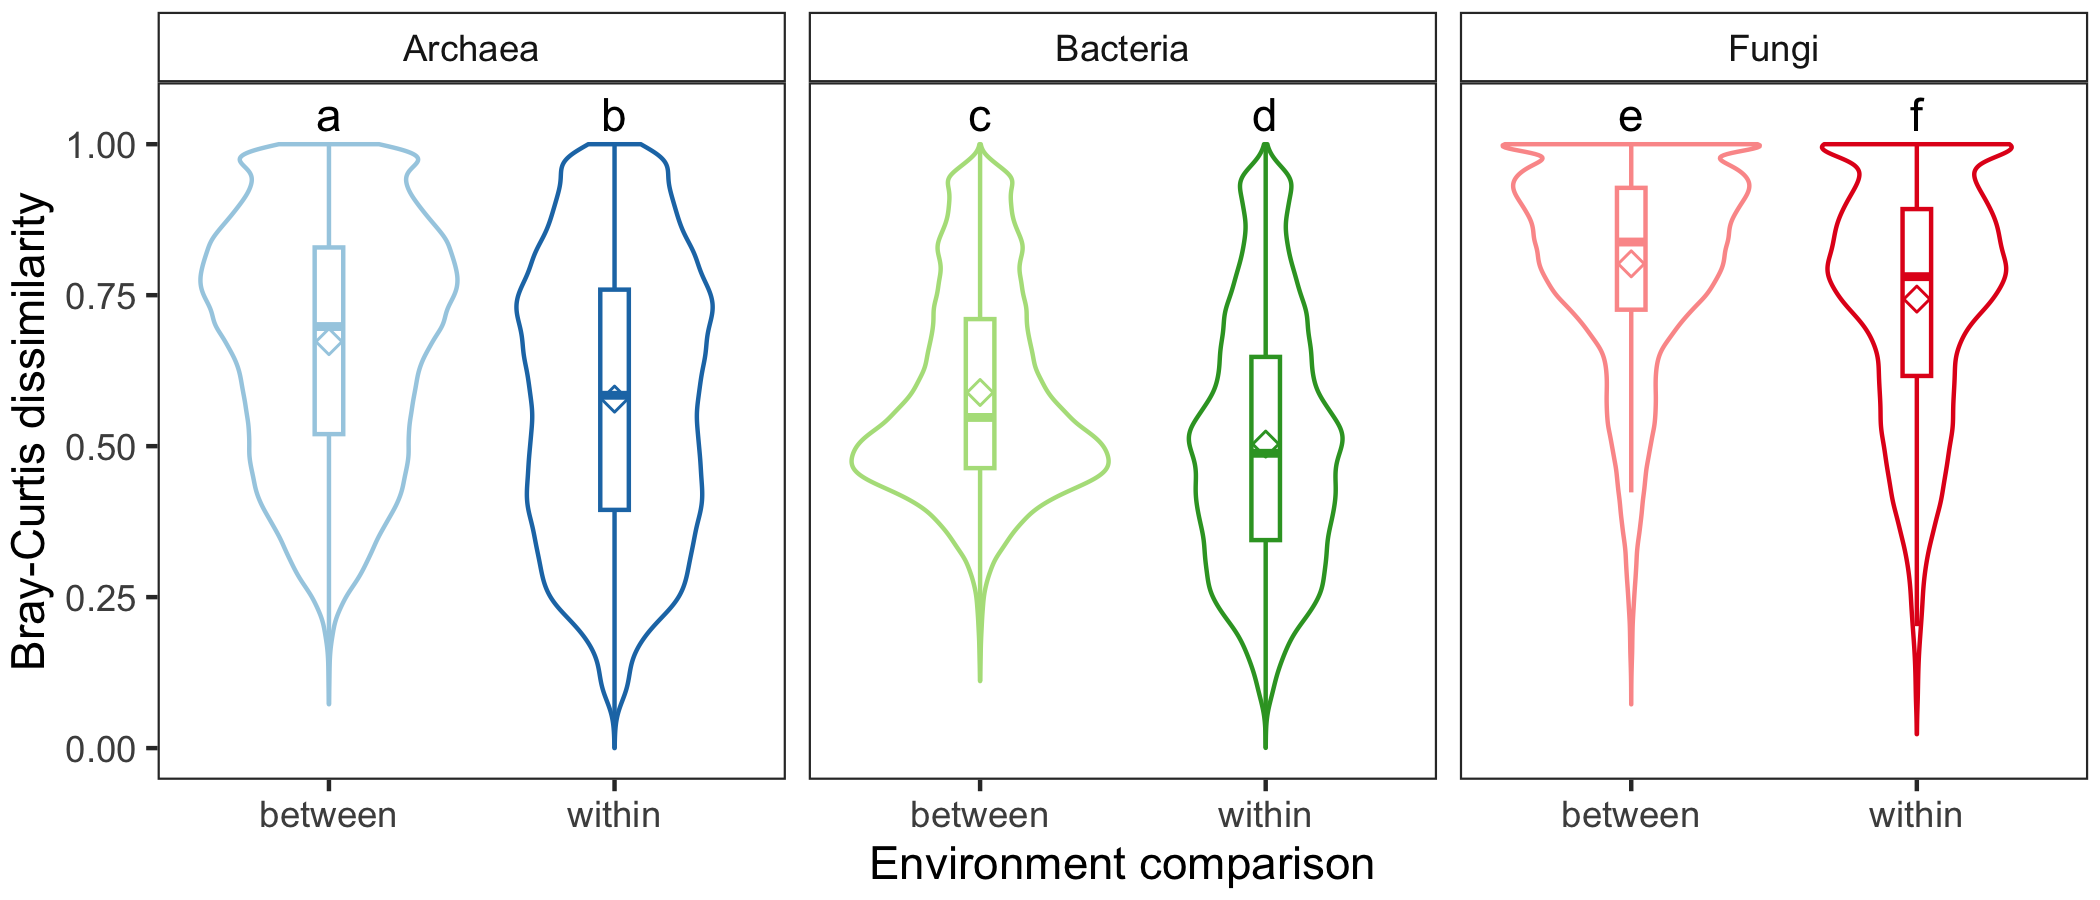 Archaea
Bacteria
Fungi
a
b
c
d
e
f
1.00
0.75
0.50
0.25
0.00
Bray-Curtis dissimilarity
between
within
between
within
between
within
Environment comparison